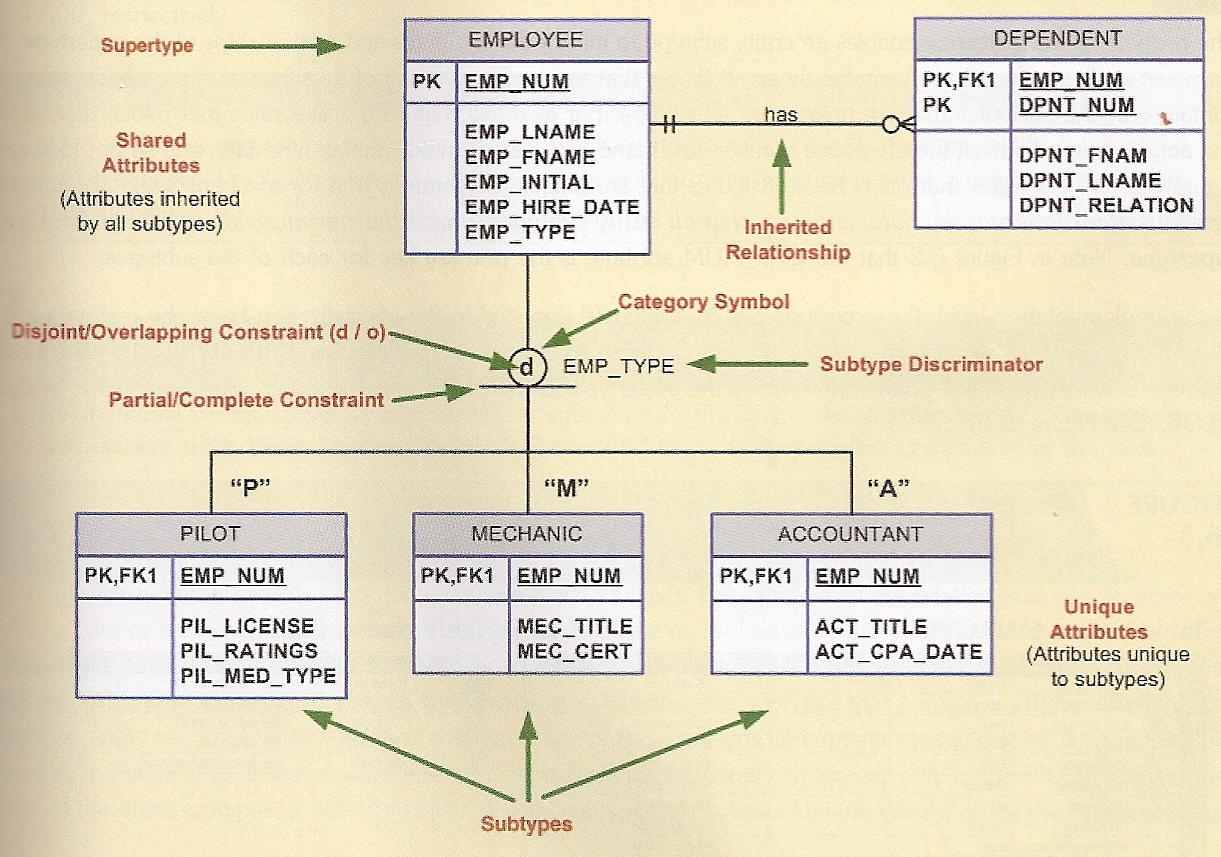 Supertype
EMPLOYEE
PK EMP_NUM
EMP_LNAME
EMP_FNAME
EMP_INITIAL
EMP_HIRE_DATE
EMP_TYPE
has
DEPENDENT
PK,FK1 EMP_NUM
PK DPNT_NUM
DPNT_FNAM
DPNT_LNAME
DPNT_RELATION
Shared
Attributes
(Attributes inherited
by all subtypes)
Inherited
Relationship
Category Symbol
Disjoint/Overlapping Constraint (d / o)
d EMP_TYPE
Subtype Discriminator
Partial/Complete Constraint
“P”
“M”
“A”
PILOT
PK,FK1 EMP_NUM
PIL_LICENSE
PIL_RATINGS
PIL_MED_TYPE
MECHANIC
PK,FK1 EMP_NUM
MEC_TITLE
MEC_CERT
ACCOUNTANT
PK,FK1 EMP_NUM
ACT_TITLE
ACT_CPA_DATE
Unique
Attributes
(Attributes unique
to subtypes)
Subtypes